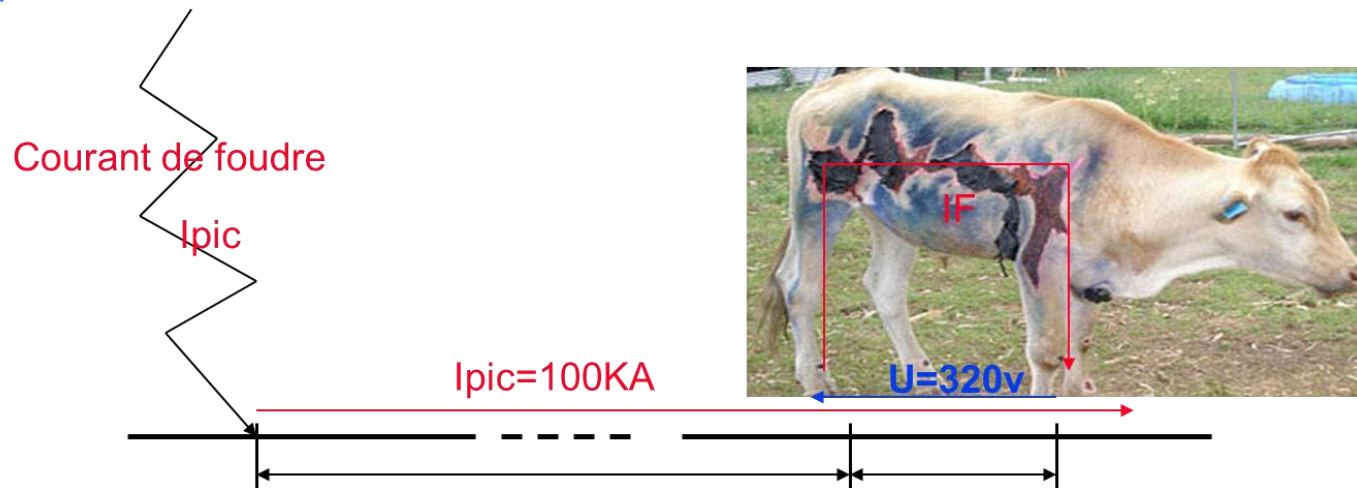 Courant de foudre
Ipic
IF
Ipic=100KA
U=320v